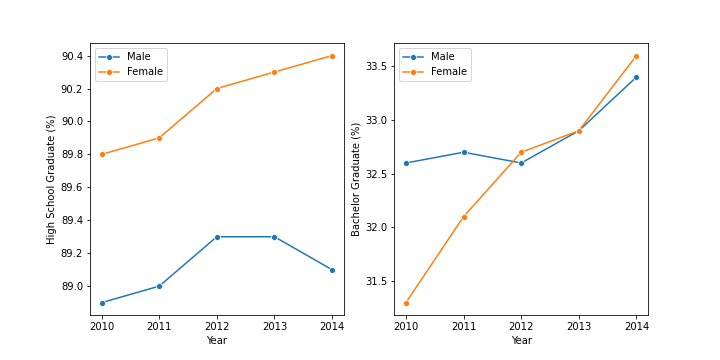 Male
Female
High School Graduate (%)
90.4
90.2
90.0
89.8
89.6
89.4
89.2
89.0
2010 2011 2012 2013 2014
Year
Male
Female
Bachelor Graduate (%)
33.5
33.0
32.5
32.0
31.5
2010 2011 2012 2013 2014
Year